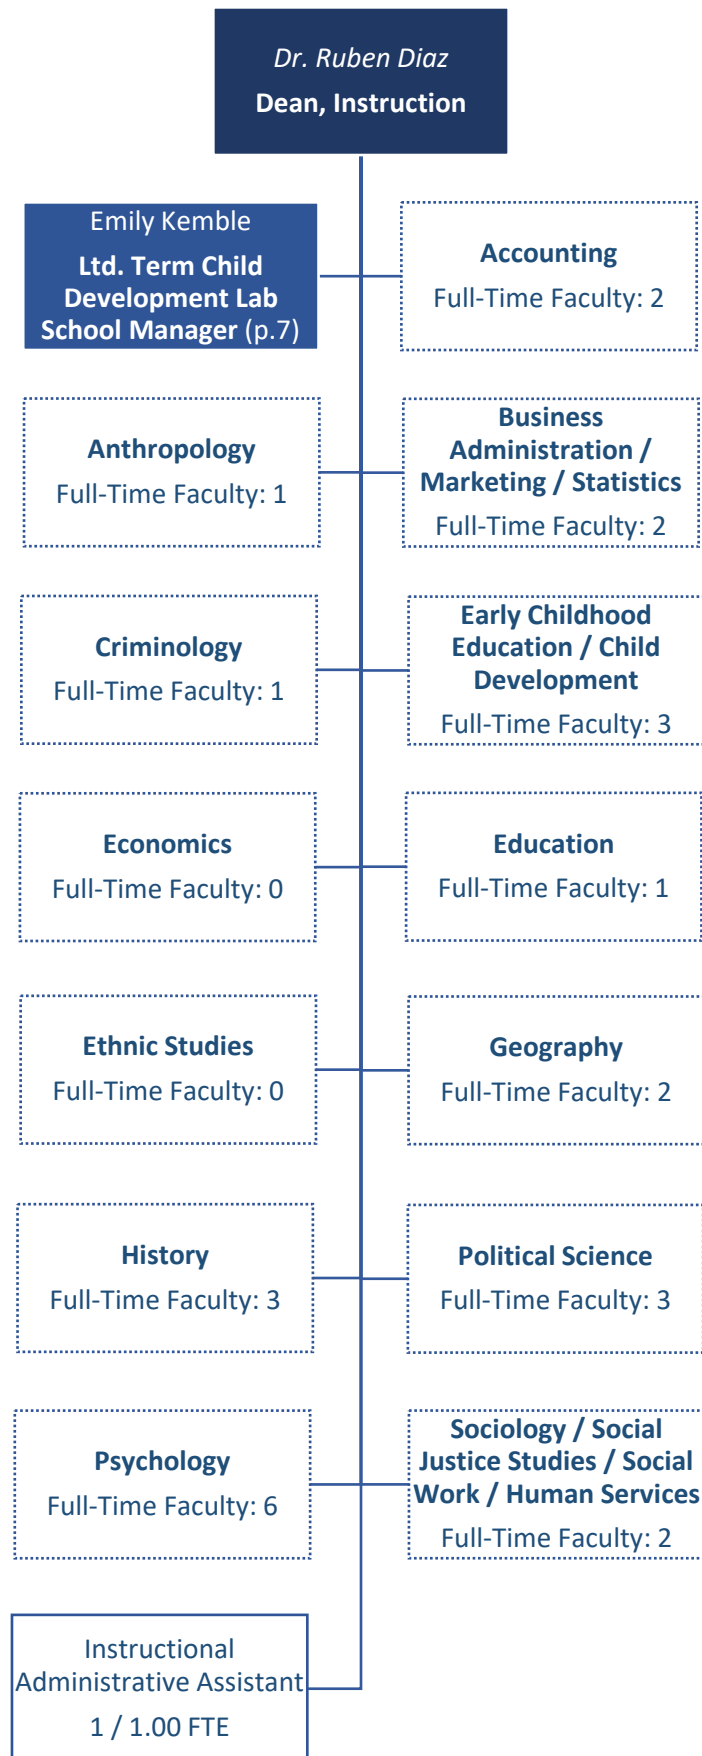 Dr. Ruben Diaz
Dean, Instruction
Emily Kemble
Ltd. Term Child
Development Lab
School Manager (p.7)
Accounting
Full-Time Faculty: 2
Anthropology
Full-Time Faculty: 1
Business
Administration /
Marketing / Statistics
Full-Time Faculty: 2
Criminology
Full-Time Faculty: 1
Early Childhood
Education / Child
Development
Full-Time Faculty: 3
Economics
Full-Time Faculty: 0
Education
Full-Time Faculty: 1
Ethnic Studies
Full-Time Faculty: 0
Geography
Full-Time Faculty: 2
History
Full-Time Faculty: 3
Political Science
Full-Time Faculty: 3
Psychology
Full-Time Faculty: 6
Sociology / Social
Justice Studies / Social
Work / Human Services
Full-Time Faculty: 2
Instructional
Administrative Assistant
1 / 1.00 FTE